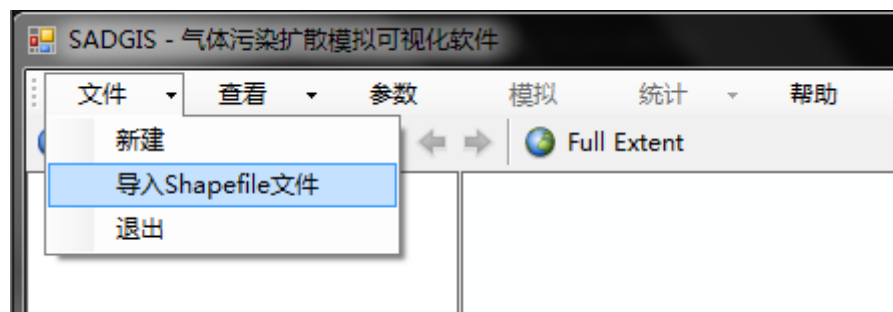 SADGIS - 气体污染扩散模拟可视化软件
文件 查看 参数 模拟 统计 帮助
新建
Full Extent
导入Shapefile文件
退出